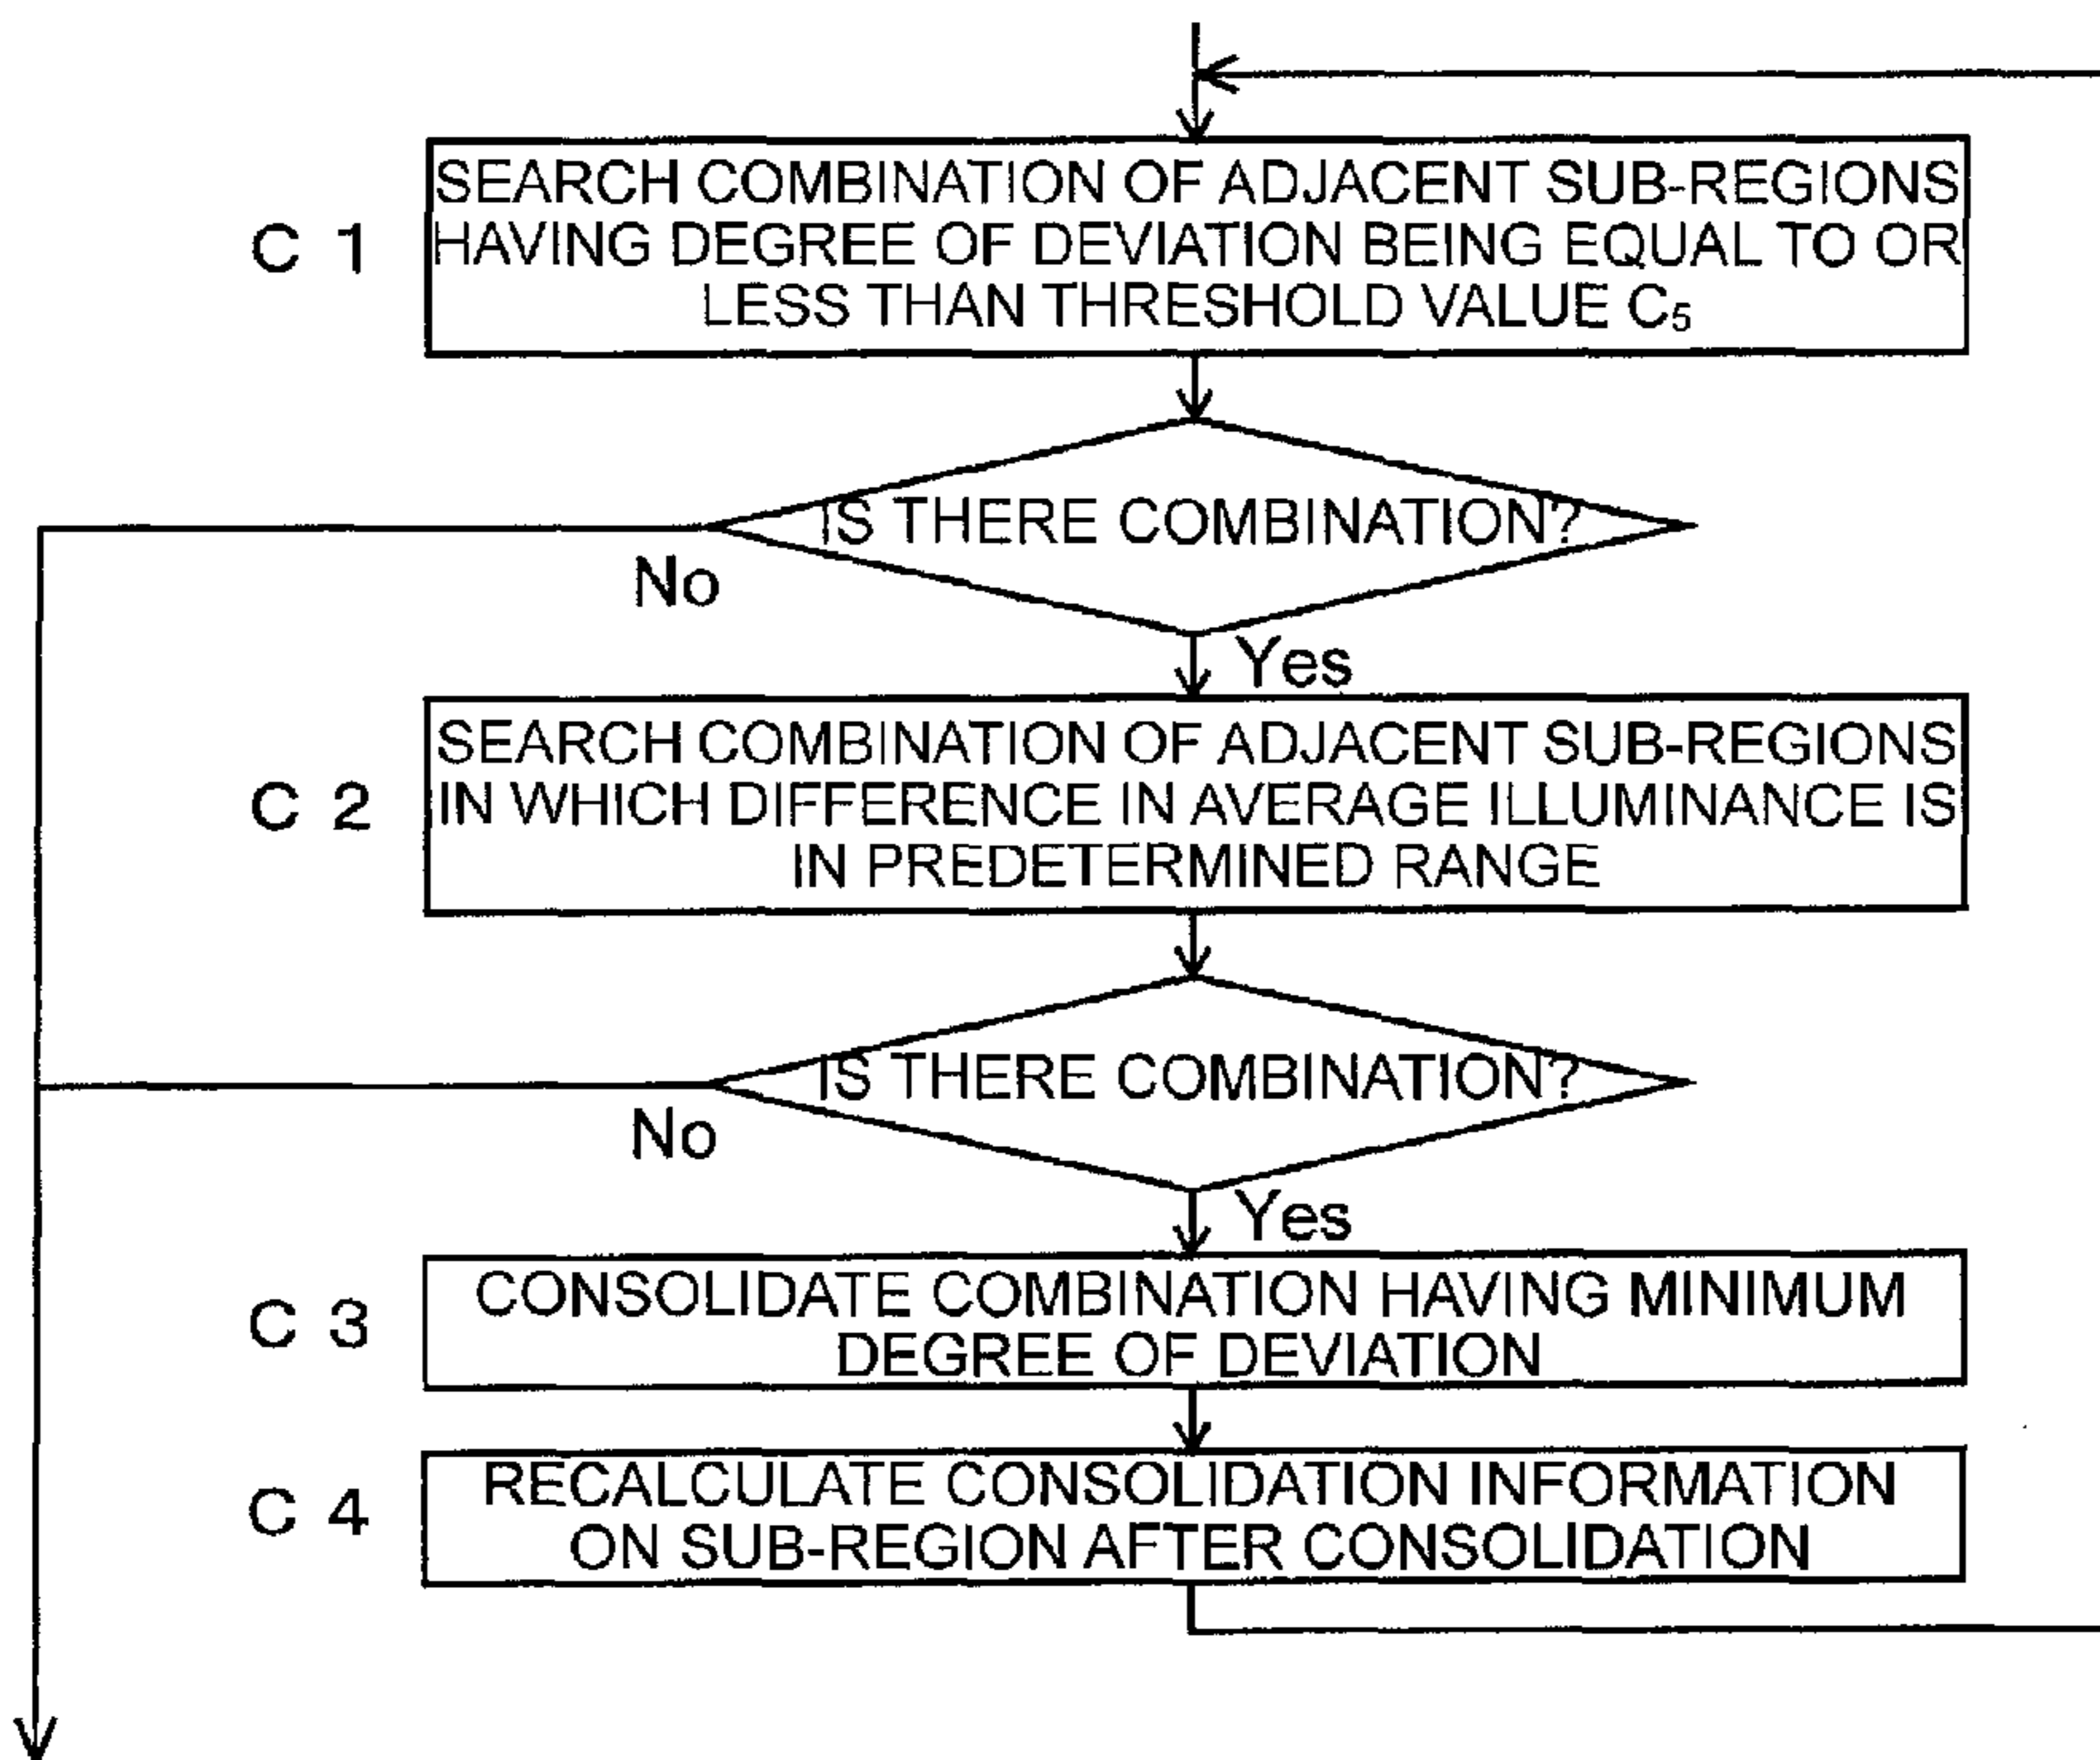 C 1
SEARCH COMBINATION OF ADJACENT SUB-REGIONS
HAVING DEGREE OF DEVIATION BEING EQUAL TO OR
LESS THAN THRESHOLD VALUE C₅
IS THERE COMBINATION?
No
Yes
C 2
SEARCH COMBINATION OF ADJACENT SUB-REGIONS
IN WHICH DIFFERENCE IN AVERAGE ILLUMINANCE IS
IN PREDETERMINED RANGE
IS THERE COMBINATION?
No
Yes
C 3
CONSOLIDATE COMBINATION HAVING MINIMUM
DEGREE OF DEVIATION
C 4
RECALCULATE CONSOLIDATION INFORMATION
ON SUB-REGION AFTER CONSOLIDATION